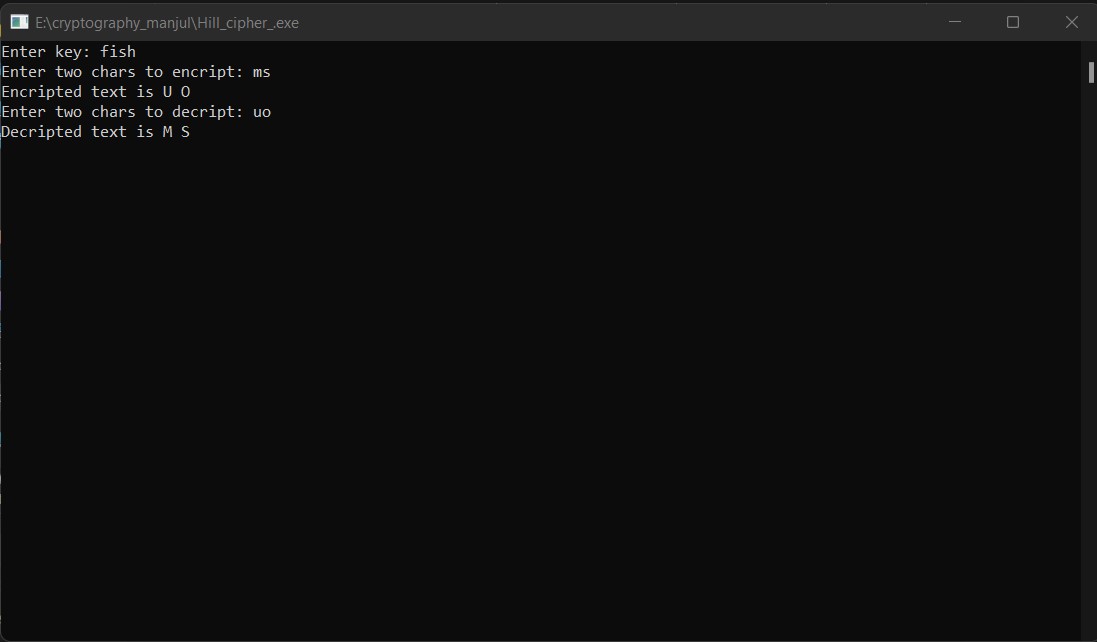 E:\cryptography_manjul\Hill_cipher_.exe
Enter key: fish
Enter two chars to encript: ms
Encripted text is U O
Enter two chars to decript: uo
Decripted text is M S